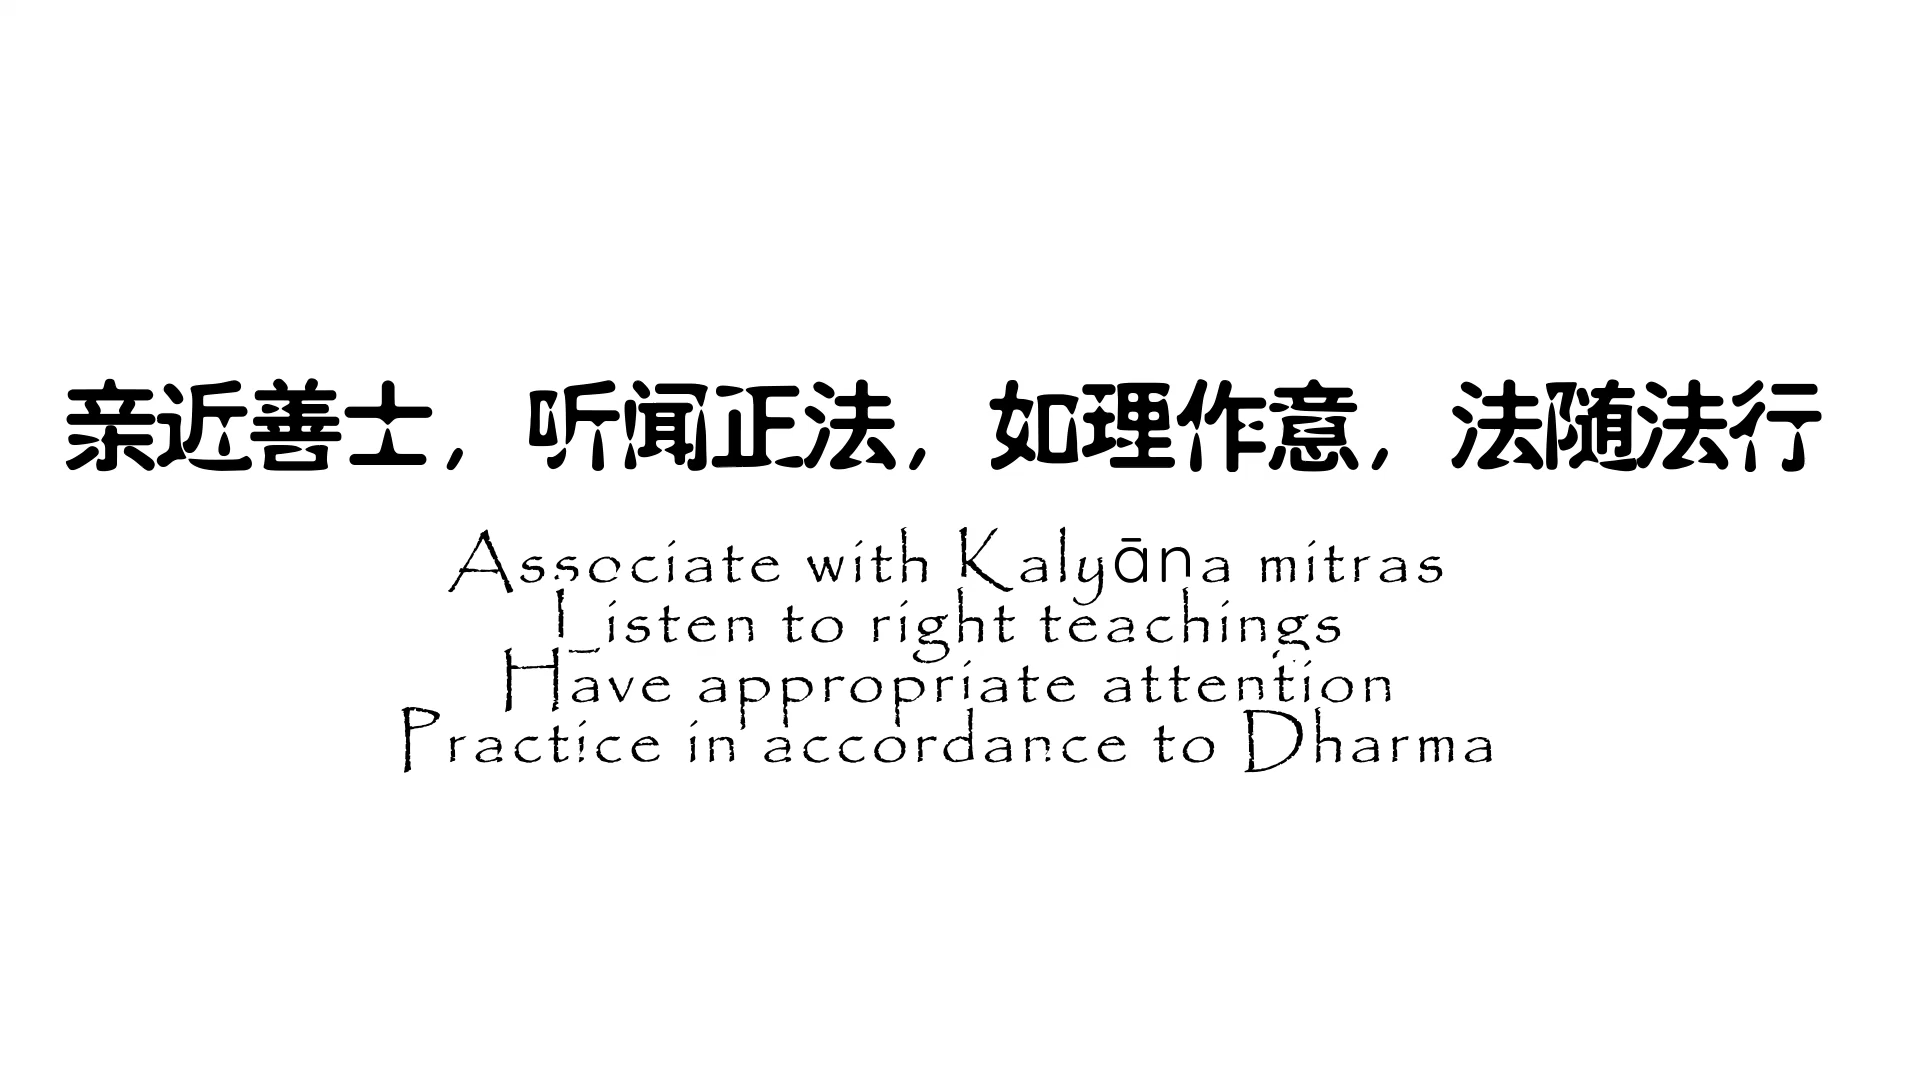 亲近善士，听闻正法，如理作意，法随法行
Associate with Kalyāna mitras
Listen to right teachings
Have appropriate attention
Practice in accordance to Dharma